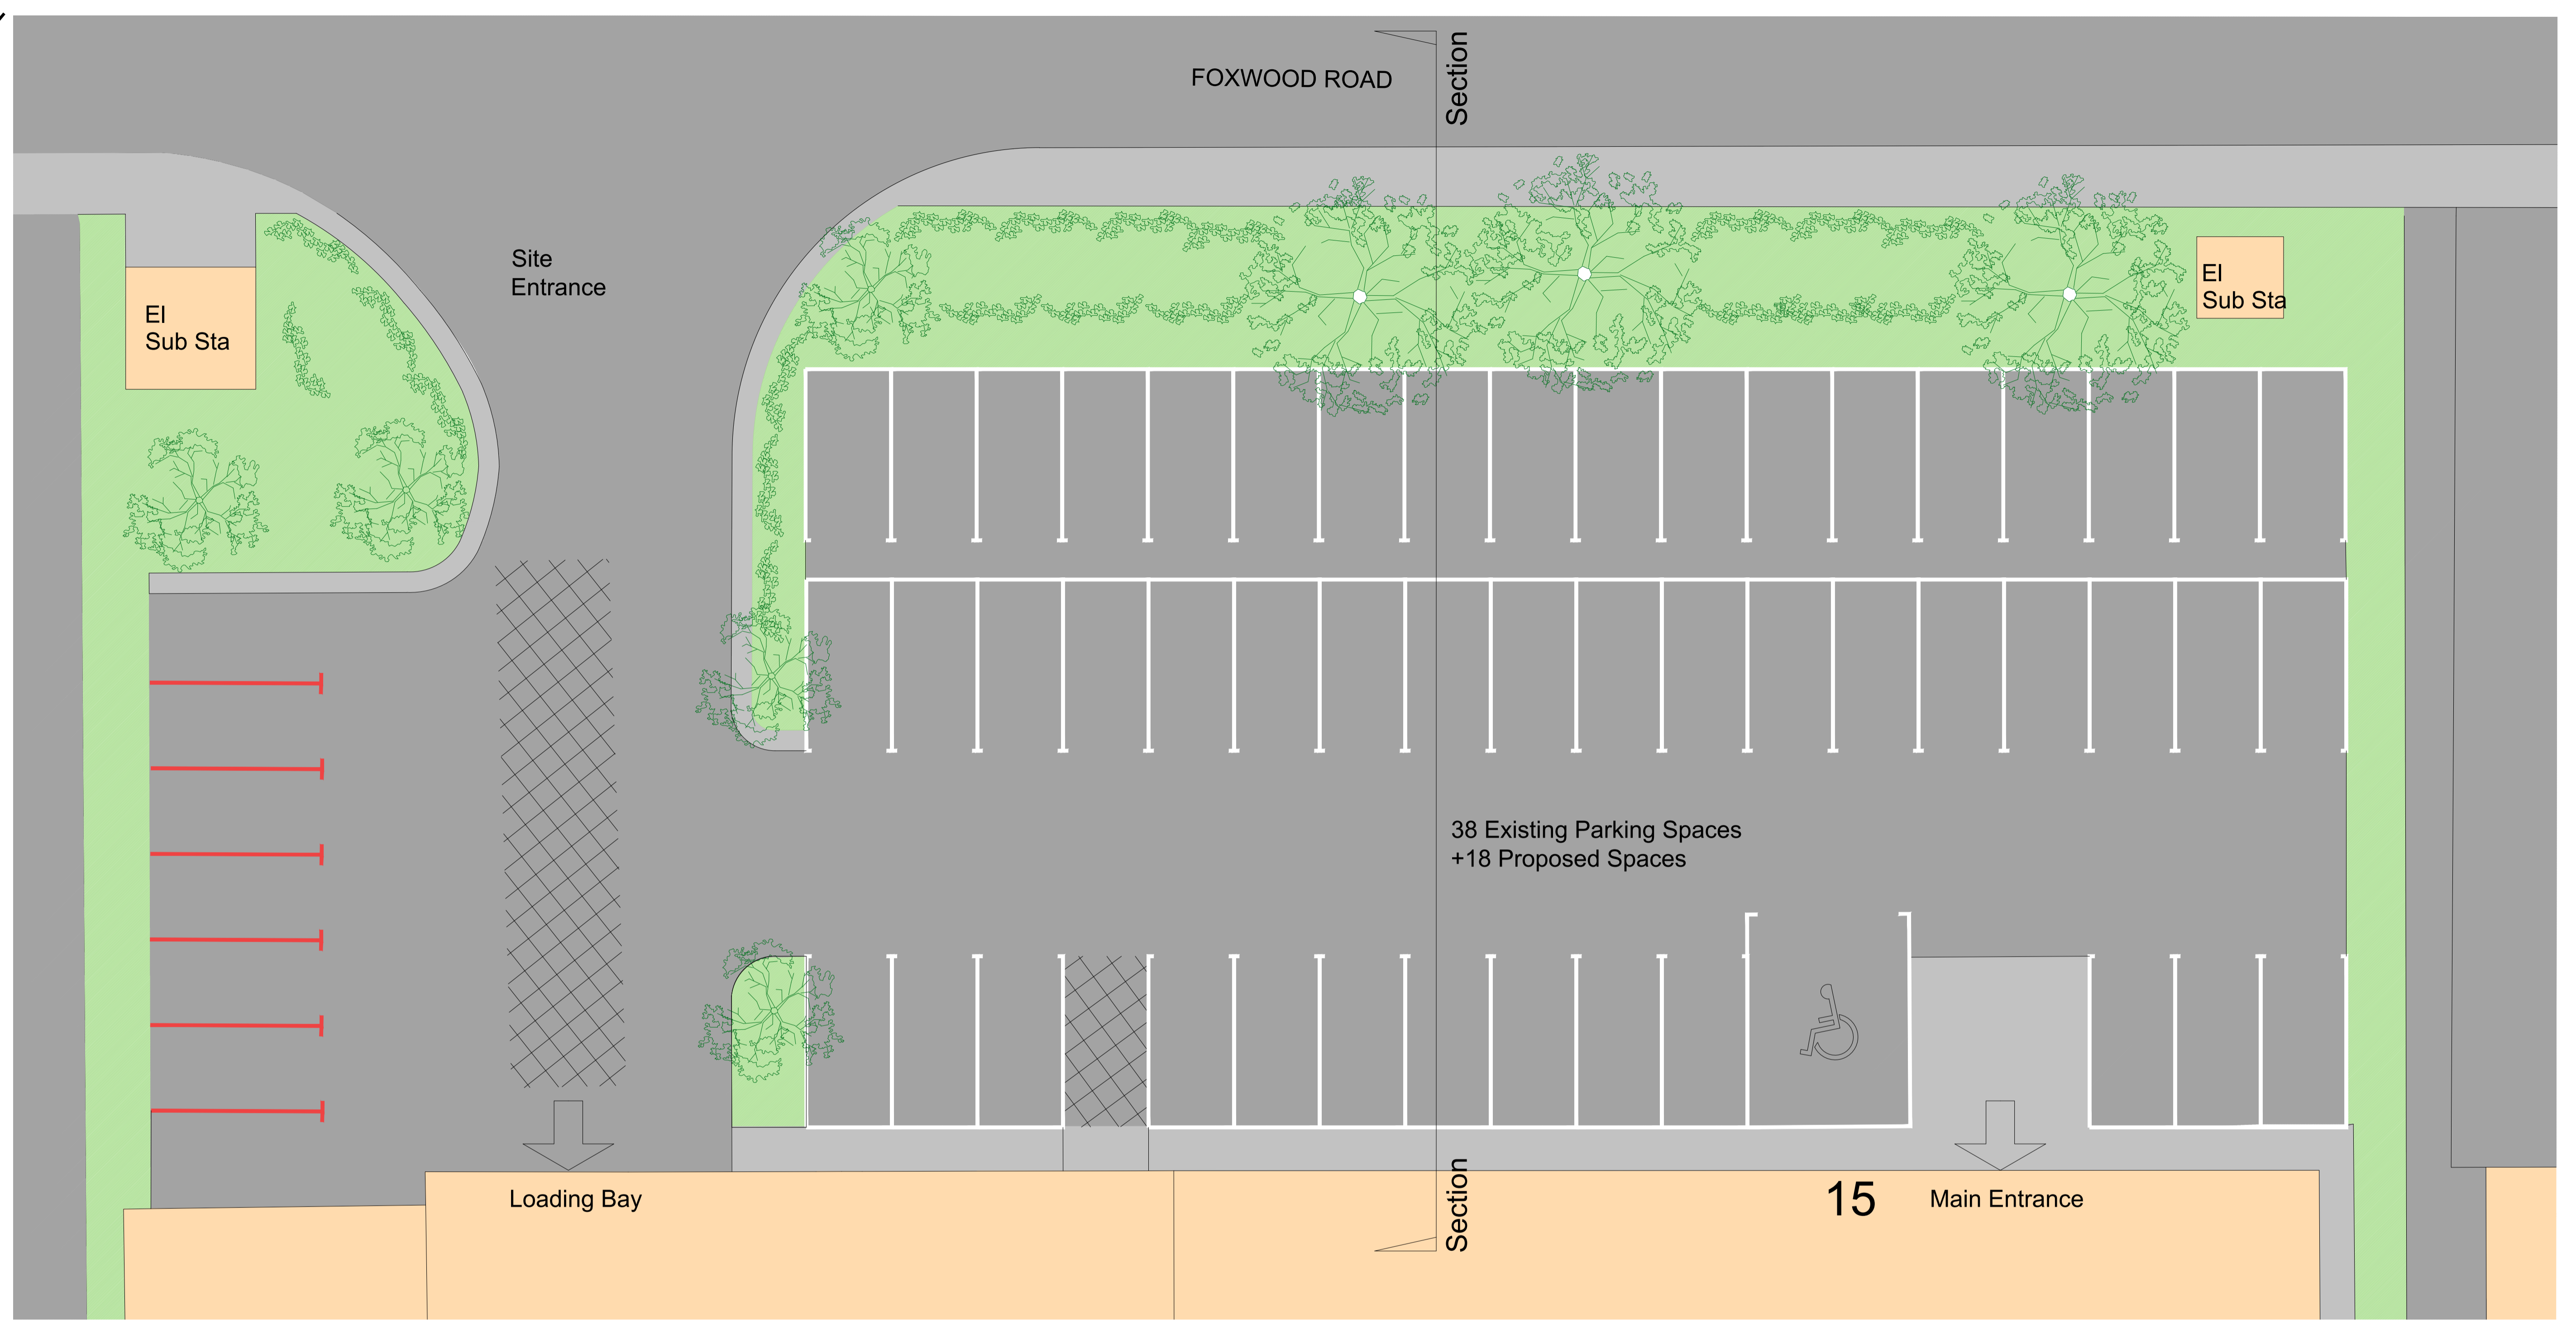 FOXWOOD ROAD
Section
Site
Entrance
El
Sub Sta
El
Sub Sta
38 Existing Parking Spaces
+18 Proposed Spaces
Loading Bay
Section
15
Main Entrance